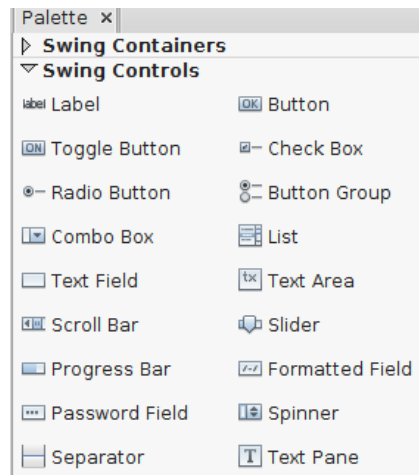 Palette ×
Swing Containers
Swing Controls
label Label
OK Button
ON Toggle Button
Check Box
Radio Button
Button Group
Combo Box
List
Text Field
tx Text Area
Scroll Bar
Slider
Progress Bar
Formatted Field
Password Field
Spinner
Separator
T Text Pane